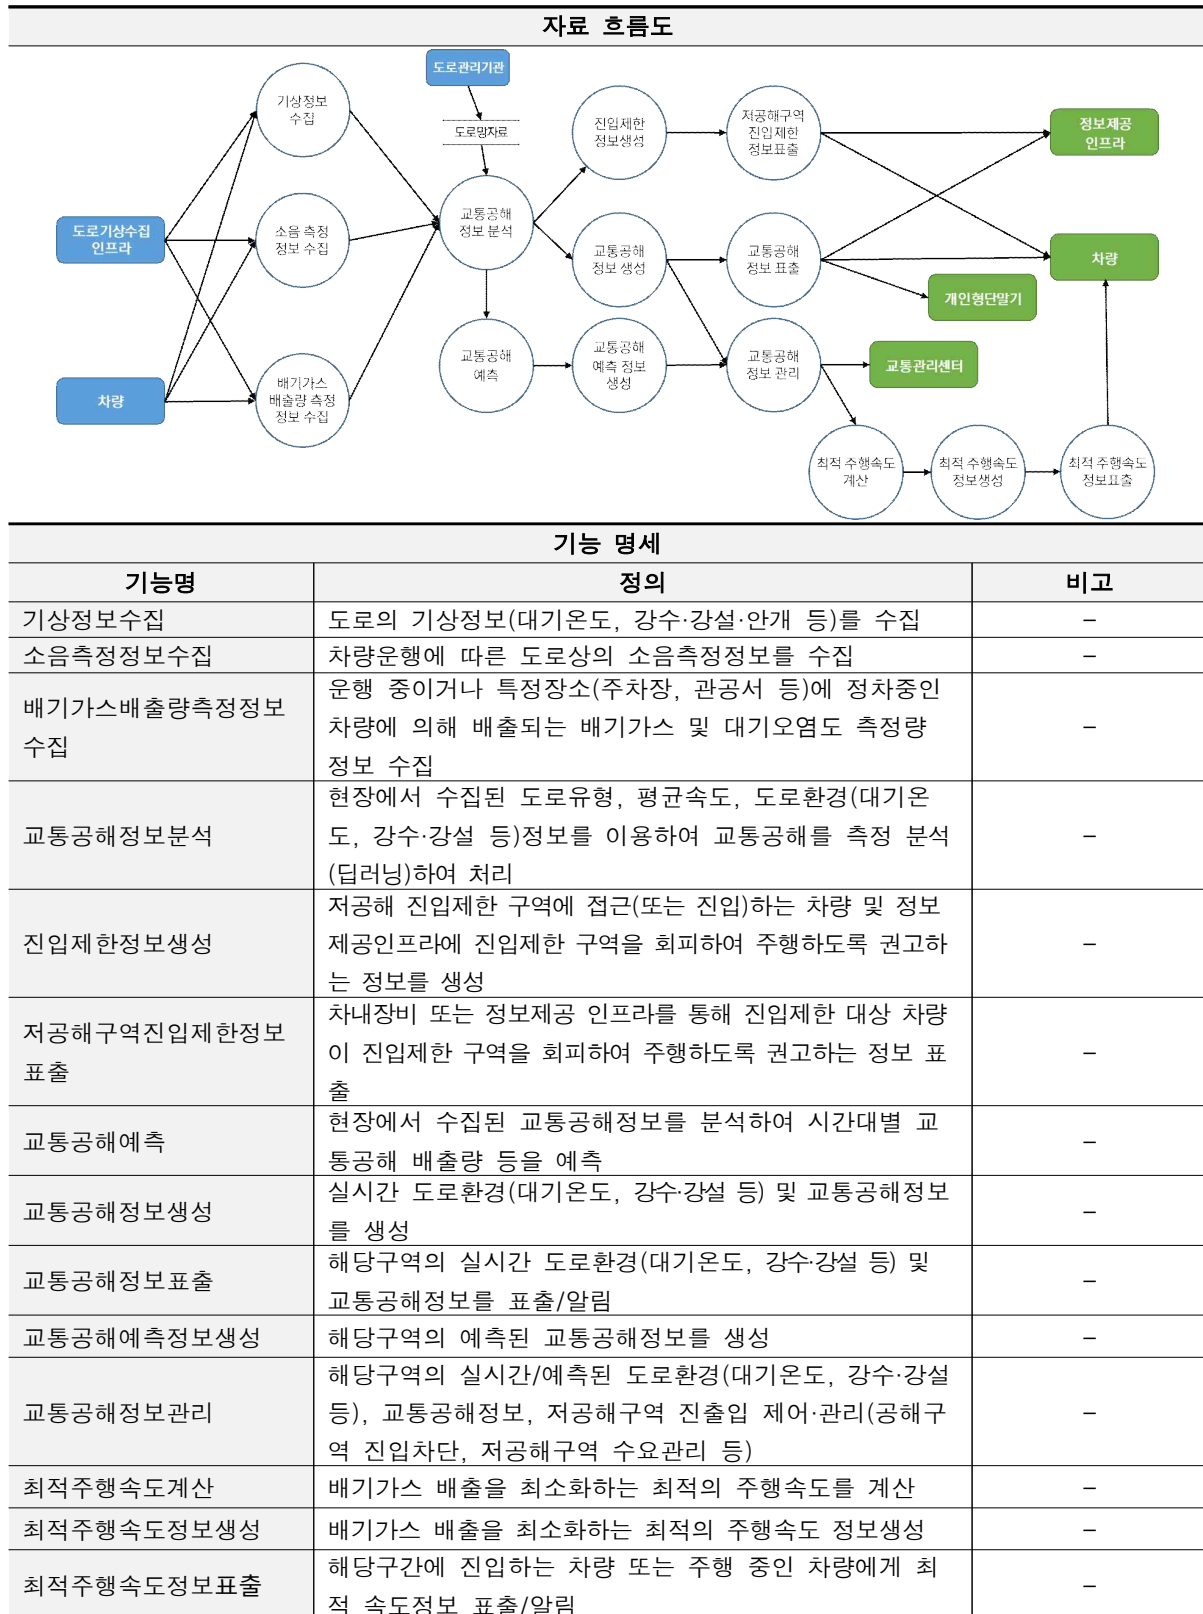 자료 흐름도
도로관리기관
도로망자료
기상정보
수집
진입제한
정보생성
저공해구역
진입제한
정보표출
정보제공
인프라
도로기상수집
인프라
소음 측정
정보 수집
교통공해
정보 분석
교통공해
정보 생성
교통공해
정보 표출
차량
개인형단말기
차량
배기가스
배출량 측정
정보 수집
교통공해
예측
교통공해
예측 정보
생성
교통공해
정보 관리
교통관리센터
최적 주행속도
계산
최적 주행속도
정보생성
최적 주행속도
정보표출
기능 명세
기능명 정의 비고
기상정보수집 도로의 기상정보(대기온도, 강수·강설·안개 등)를 수집 –
소음측정정보수집 차량운행에 따른 도로상의 소음측정정보를 수집 –
배기가스배출량측정정보
수집
운행 중이거나 특정장소(주차장, 관공서 등)에 정차중인
차량에 의해 배출되는 배기가스 및 대기오염도 측정량
정보 수집
–
교통공해정보분석
현장에서 수집된 도로유형, 평균속도, 도로환경(대기온
도, 강수·강설 등)정보를 이용하여 교통공해를 측정 분석
(딥러닝)하여 처리
–
진입제한정보생성
저공해 진입제한 구역에 접근(또는 진입)하는 차량 및 정보
제공인프라에 진입제한 구역을 회피하여 주행하도록 권고하
는 정보를 생성
–
저공해구역진입제한정보
표출
차내장비 또는 정보제공 인프라를 통해 진입제한 대상 차량
이 진입제한 구역을 회피하여 주행하도록 권고하는 정보 표
출
–
교통공해예측
현장에서 수집된 교통공해정보를 분석하여 시간대별 교
통공해 배출량 등을 예측
–
교통공해정보생성
실시간 도로환경(대기온도, 강수·강설 등) 및 교통공해정보
를 생성
–
교통공해정보표출
해당구역의 실시간 도로환경(대기온도, 강수·강설 등) 및
교통공해정보를 표출/알림
–
교통공해예측정보생성 해당구역의 예측된 교통공해정보를 생성 –
교통공해정보관리
해당구역의 실시간/예측된 도로환경(대기온도, 강수·강설
등), 교통공해정보, 저공해구역 진출입 제어·관리(공해구
역 진입차단, 저공해구역 수요관리 등)
–
최적주행속도계산 배기가스 배출을 최소화하는 최적의 주행속도를 계산 –
최적주행속도정보생성 배기가스 배출을 최소화하는 최적의 주행속도 정보생성 –
최적주행속도정보표출
해당구간에 진입하는 차량 또는 주행 중인 차량에게 최
적 속도정보 표출/알림
–